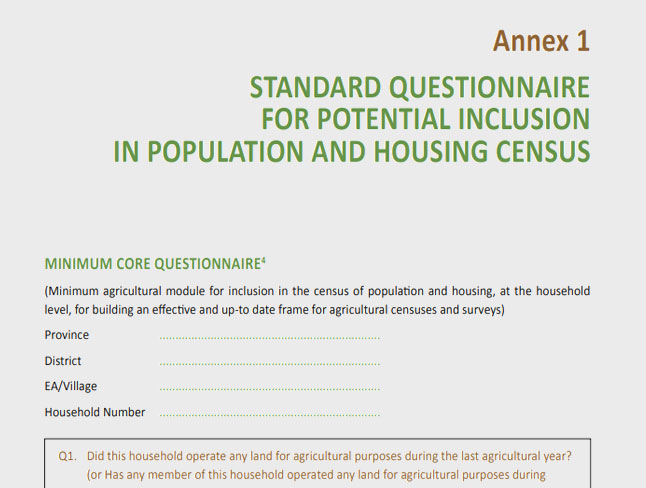 Annex 1
STANDARD QUESTIONNAIRE
FOR POTENTIAL INCLUSION
IN POPULATION AND HOUSING CENSUS
MINIMUM CORE QUESTIONNAIRE⁴
(Minimum agricultural module for inclusion in the census of population and housing, at the household
level, for building an effective and up-to date frame for agricultural censuses and surveys)
Province ......................................................................
District ......................................................................
EA/Village ......................................................................
Household Number ......................................................................
Q1. Did this household operate any land for agricultural purposes during the last agricultural year?
(or Has any member of this household operated any land for agricultural purposes during